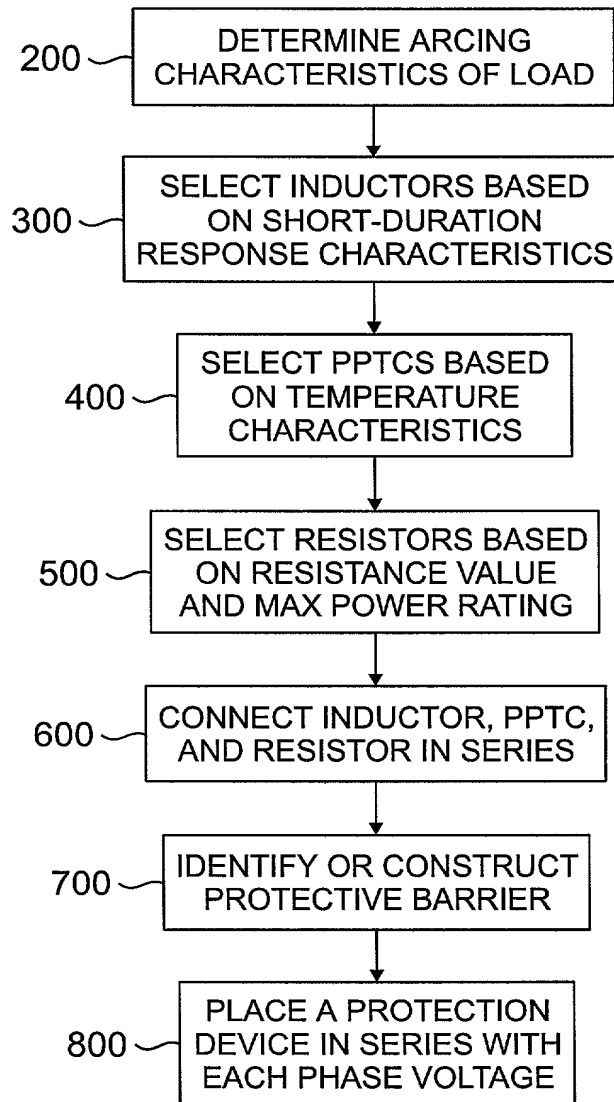 200
DETERMINE ARCING
CHARACTERISTICS OF LOAD
300
SELECT INDUCTORS BASED
ON SHORT-DURATION
RESPONSE CHARACTERISTICS
400
SELECT PPTCS BASED
ON TEMPERATURE
CHARACTERISTICS
500
SELECT RESISTORS BASED
ON RESISTANCE VALUE
AND MAX POWER RATING
600
CONNECT INDUCTOR, PPTC,
AND RESISTOR IN SERIES
700
IDENTIFY OR CONSTRUCT
PROTECTIVE BARRIER
800
PLACE A PROTECTION
DEVICE IN SERIES WITH
EACH PHASE VOLTAGE